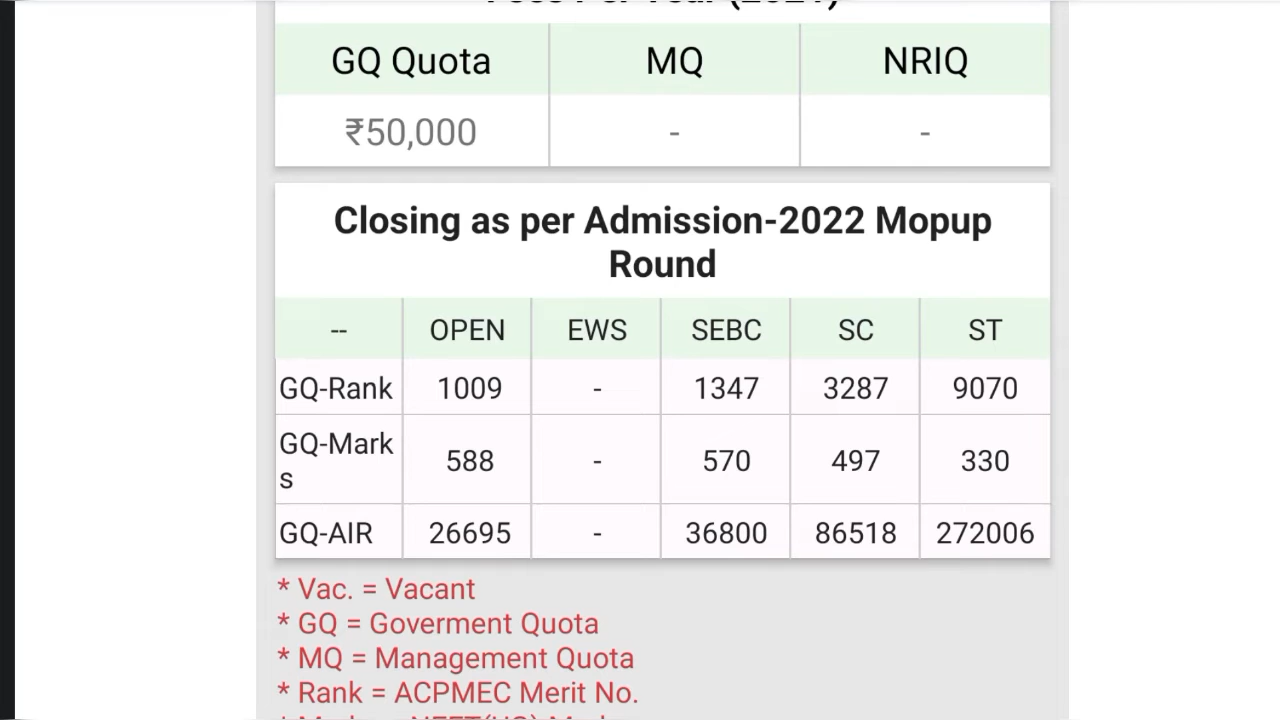 GQ Quota MQ NRIQ
₹50,000 - -
Closing as per Admission-2022 Mopup
Round
-- OPEN EWS SEBC SC ST
GQ-Rank 1009 - 1347 3287 9070
GQ-Mark
s 588 - 570 497 330
GQ-AIR 26695 - 36800 86518 272006
* Vac. = Vacant
* GQ = Goverment Quota
* MQ = Management Quota
* Rank = ACPMEC Merit No.